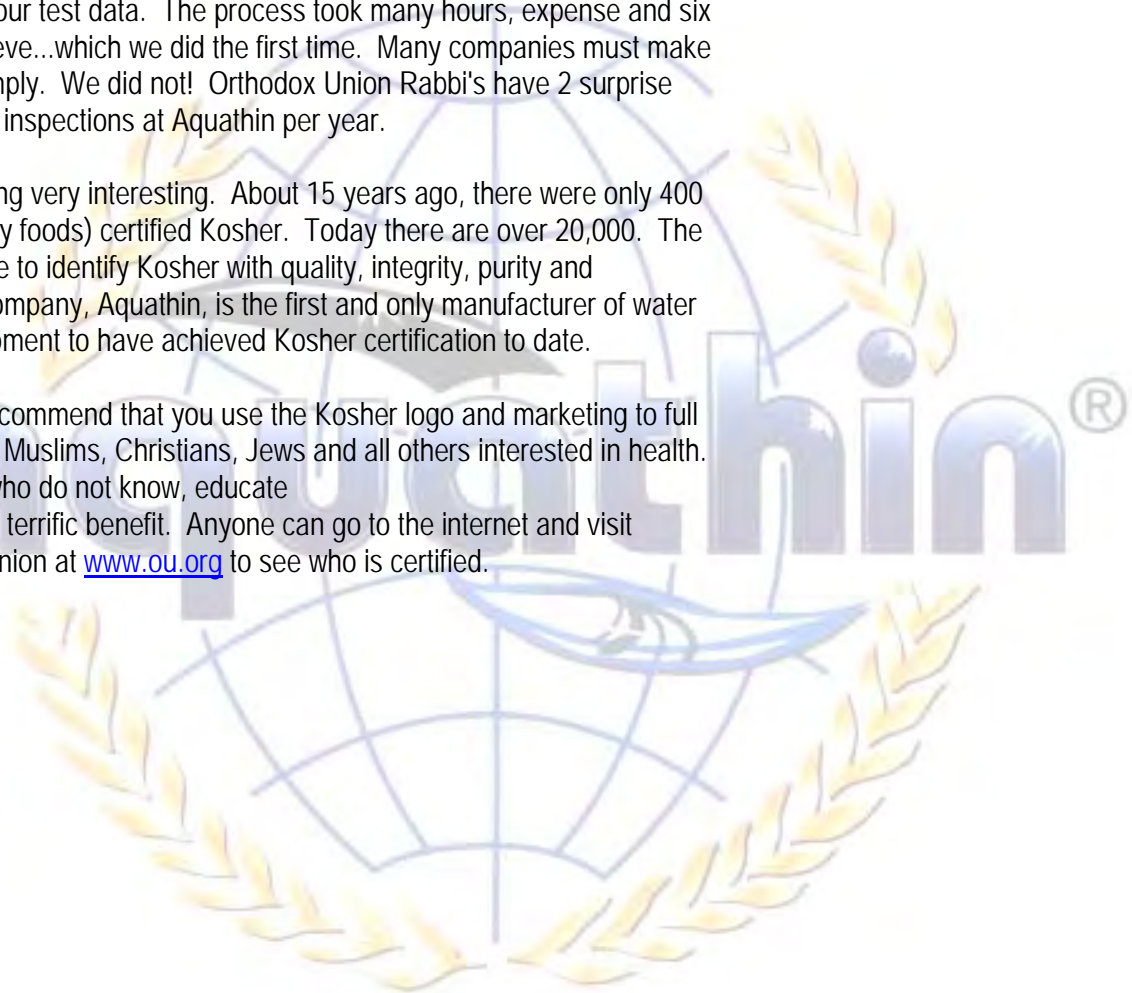 our test data. The process took many hours, expense and six
eve...which we did the first time. Many companies must make
ply. We did not! Orthodox Union Rabbi's have 2 surprise
inspections at Aquathin per year.
ng very interesting. About 15 years ago, there were only 400
y foods) certified Kosher. Today there are over 20,000. The
e to identify Kosher with quality, integrity, purity and
ompany, Aquathin, is the first and only manufacturer of water
pment to have achieved Kosher certification to date.
commend that you use the Kosher logo and marketing to full
Muslims, Christians, Jews and all others interested in health.
who do not know, educate
terrific benefit. Anyone can go to the internet and visit
nion at www.ou.org to see who is certified.
aquathin®